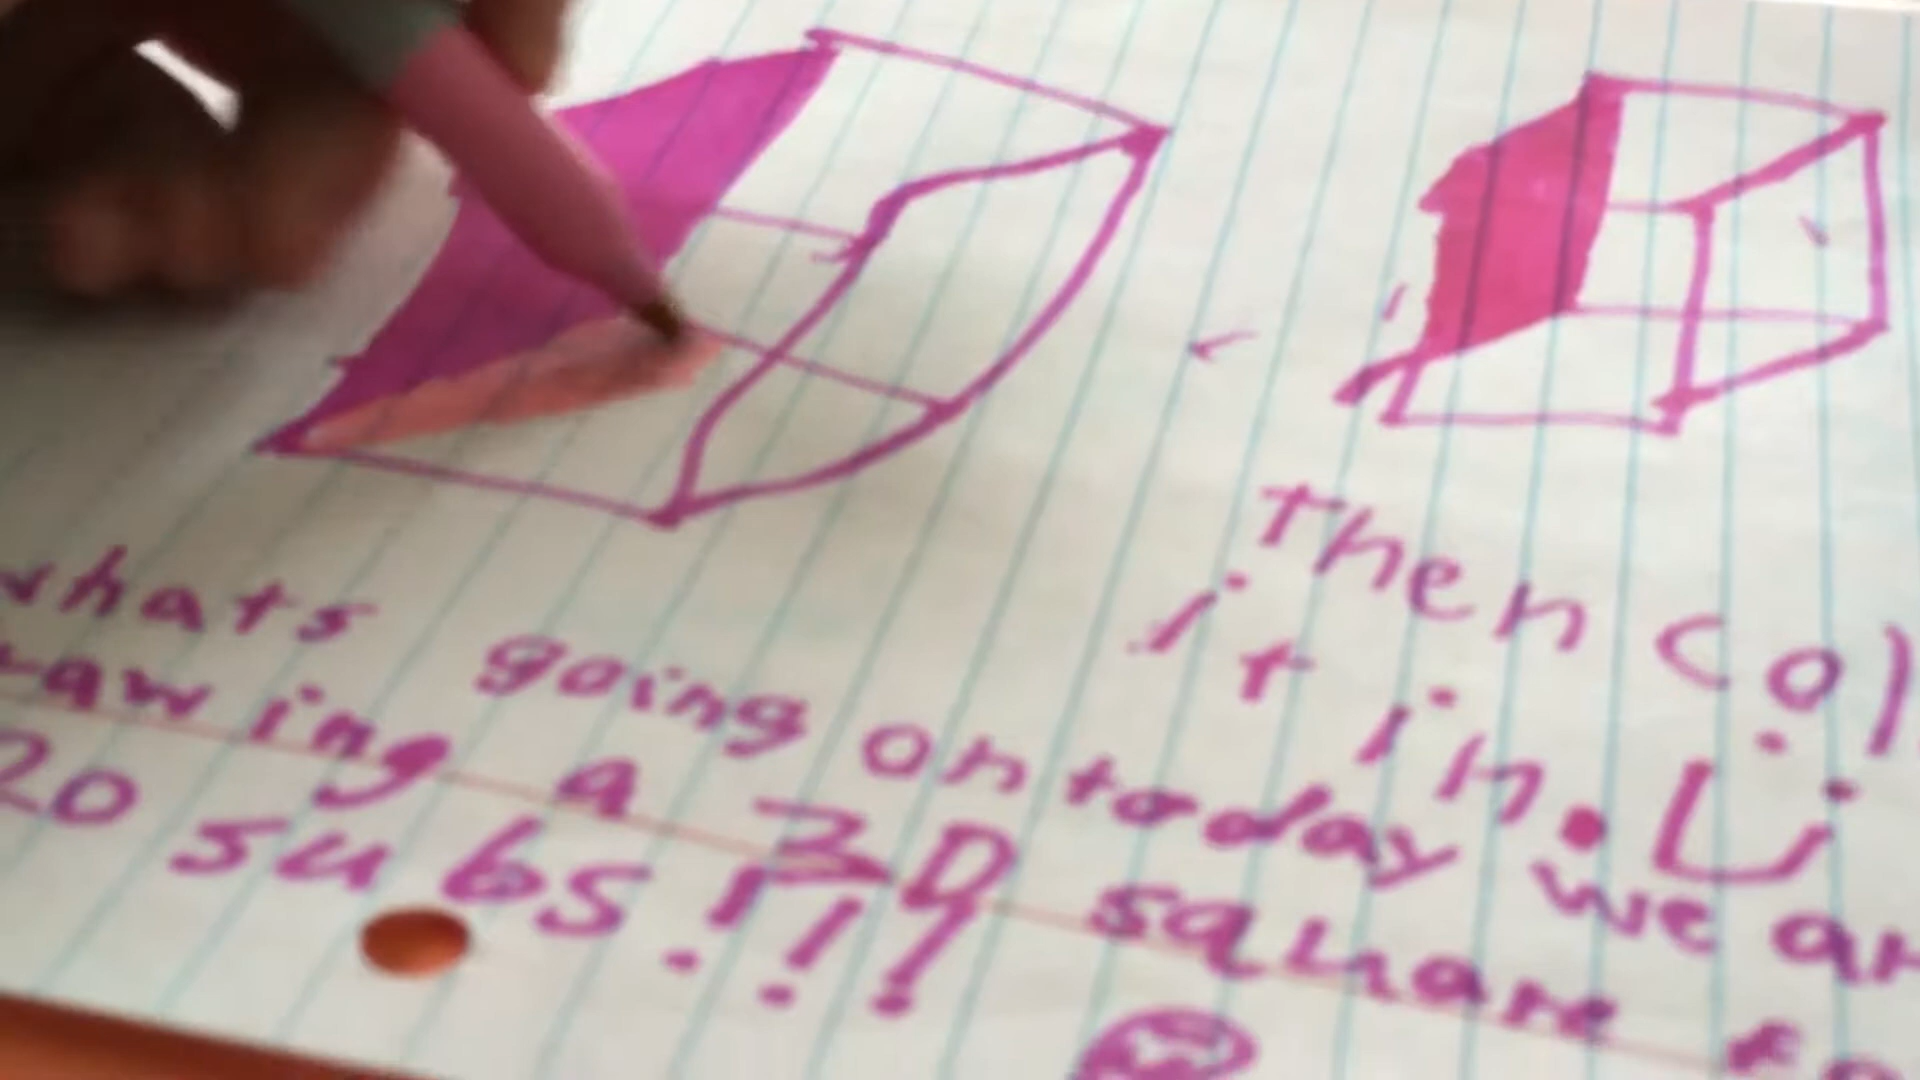 Then col
it in.
whats going on today we ar
rawing a 3D square fo
20 subs!!!